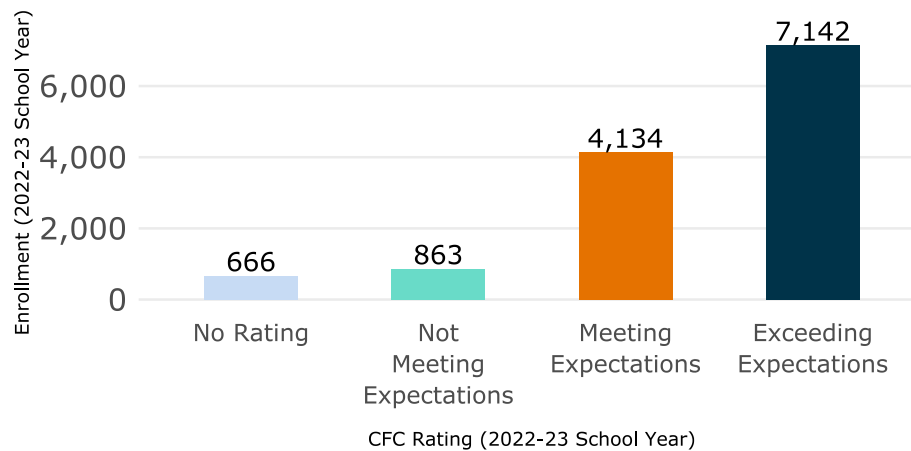 Enrollment (2022-23 School Year)
6,000
4,000
2,000
0
666
863
4,134
7,142
No Rating
Not
Meeting
Expectations
Meeting
Expectations
Exceeding
Expectations
CFC Rating (2022-23 School Year)